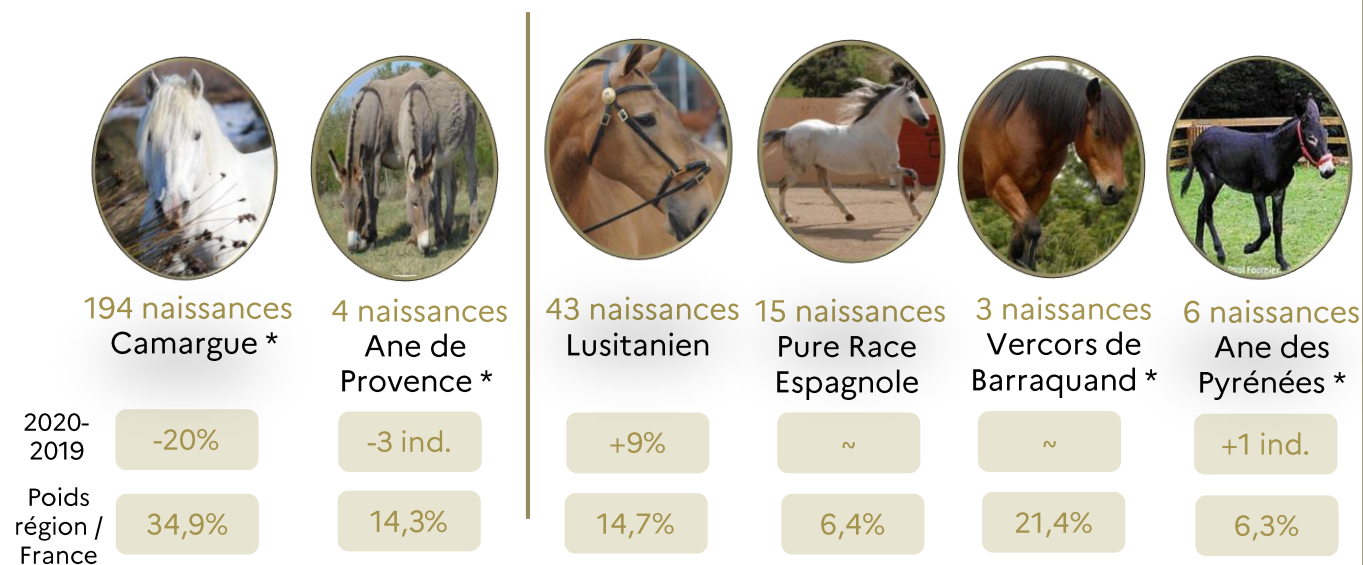 Paul Fournier
194 naissances
Camargue *
4 naissances
Ane de
Provence *
43 naissances
Lusitanien
15 naissances
Pure Race
Espagnole
3 naissances
Vercors de
Barraquand *
6 naissances
Ane des
Pyrénées *
2020-
2019
-20%
-3 ind.
+9%
~
~
+1 ind.
Poids
région /
France
34,9%
14,3%
14,7%
6,4%
21,4%
6,3%